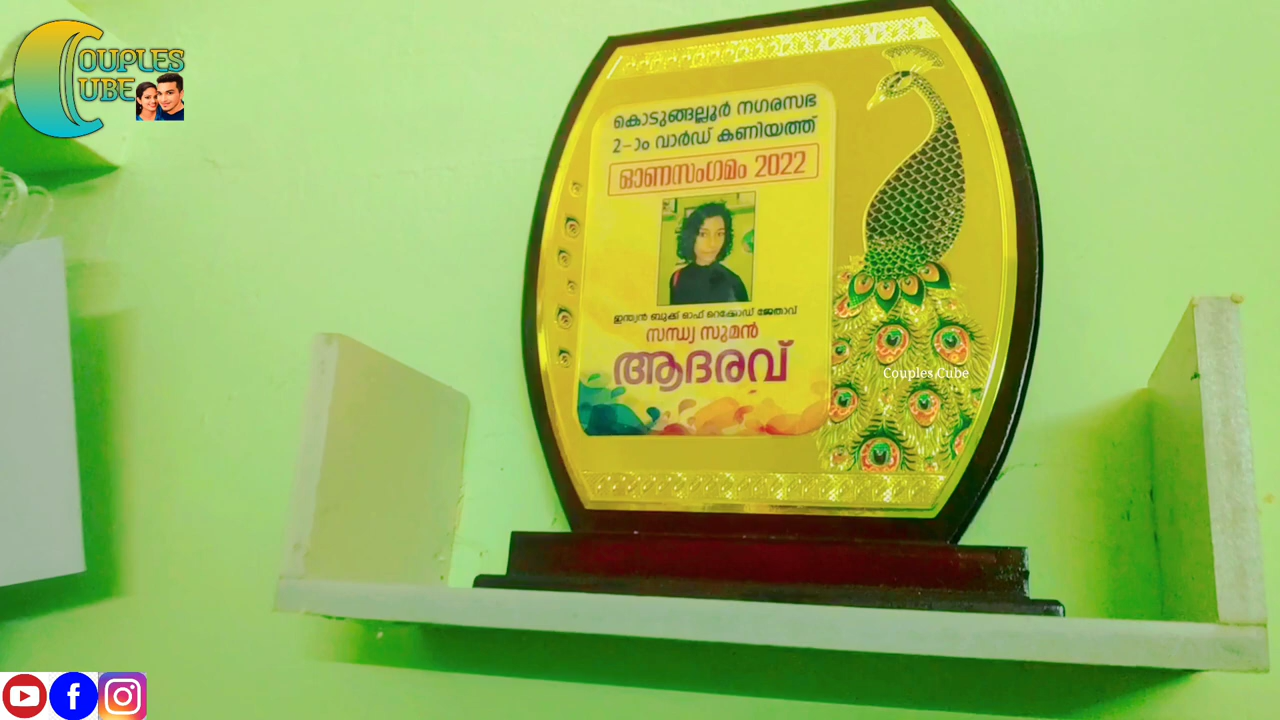 COUPLES
CUBE
കൊടുങ്ങല്ലൂർ നഗരസഭ
2-ാം വാർഡ് കണിയത്ത്
ഓണസംഗമം 2022
ഇന്ത്യൻ ബുക്ക് ഓഫ് റെക്കോഡ് ജേതാവ്
സന്ധ്യ സുമൻ
ആദരവ്
Couples Cube